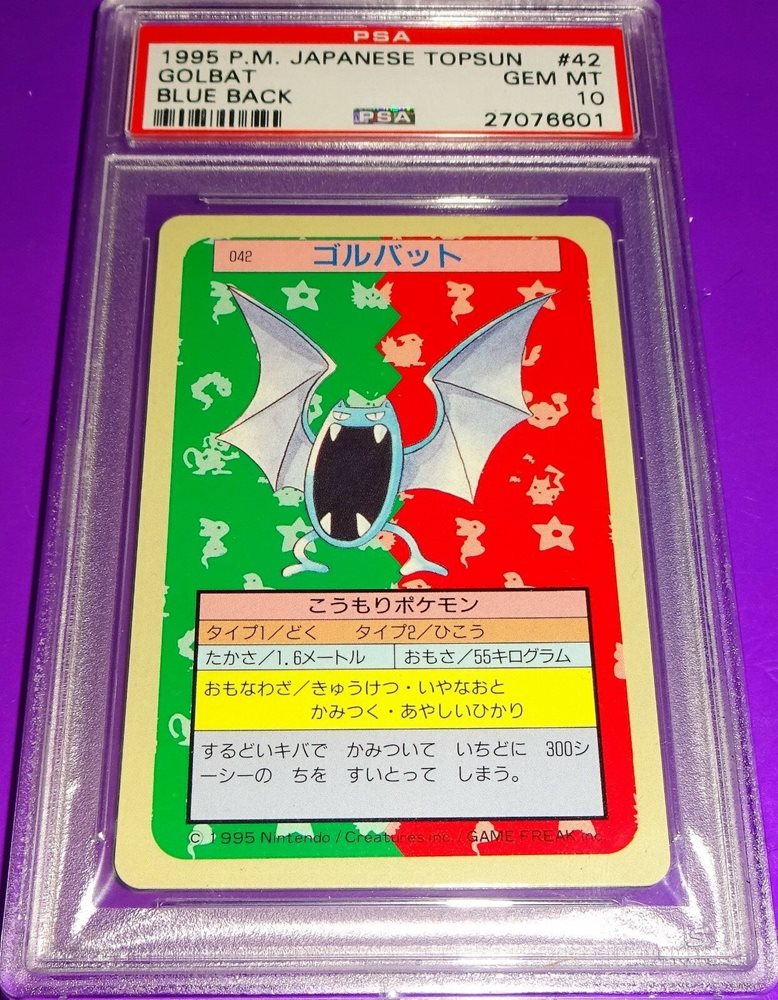 PSA
1995 P.M. JAPANESE TOPSUN #42
GOLBAT GEM MT
BLUE BACK 10
PSA 27076601
042 ゴルバット
こうもりポケモン
タイプ1/どく タイプ2/ひこう
たかさ/1.6メートル おもさ/55キログラム
おもなわざ/きゅうけつ・いやなおと
かみつく・あやしいひかり
するどいキバで かみついて いちどに 300シ
ーシーの ちを すいとって しまう。
© 1995 Nintendo / Creatures inc. / GAME FREAK inc.